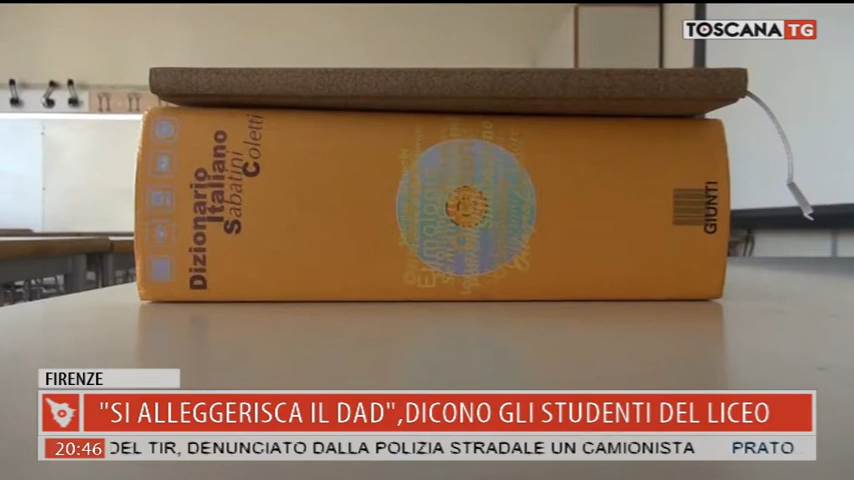 TOSCANA TG
Dizionario
Italiano
Sabatini
Coletti
GIUNTI
FIRENZE
"SI ALLEGGERISCA IL DAD",DICONO GLI STUDENTI DEL LICEO
20:46 DEL TIR, DENUNCIATO DALLA POLIZIA STRADALE UN CAMIONISTA PRATO